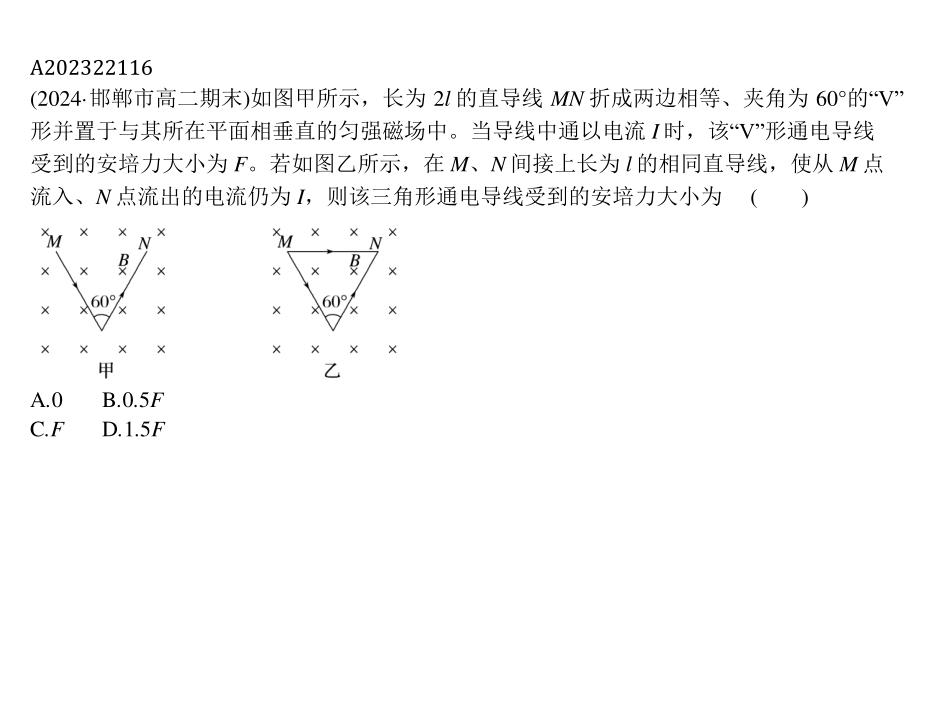 A202322116
(2024·邯郸市高二期末)如图甲所示，长为 2l 的直导线 MN 折成两边相等、夹角为 60°的“V”
形并置于与其所在平面相垂直的匀强磁场中。当导线中通以电流 I 时，该“V”形通电导线
受到的安培力大小为 F。若如图乙所示，在 M、N 间接上长为 l 的相同直导线，使从 M 点
流入、N 点流出的电流仍为 I，则该三角形通电导线受到的安培力大小为 (  )
M N B 60°
甲
M N B 60°
乙
A.0 B.0.5F
C.F D.1.5F